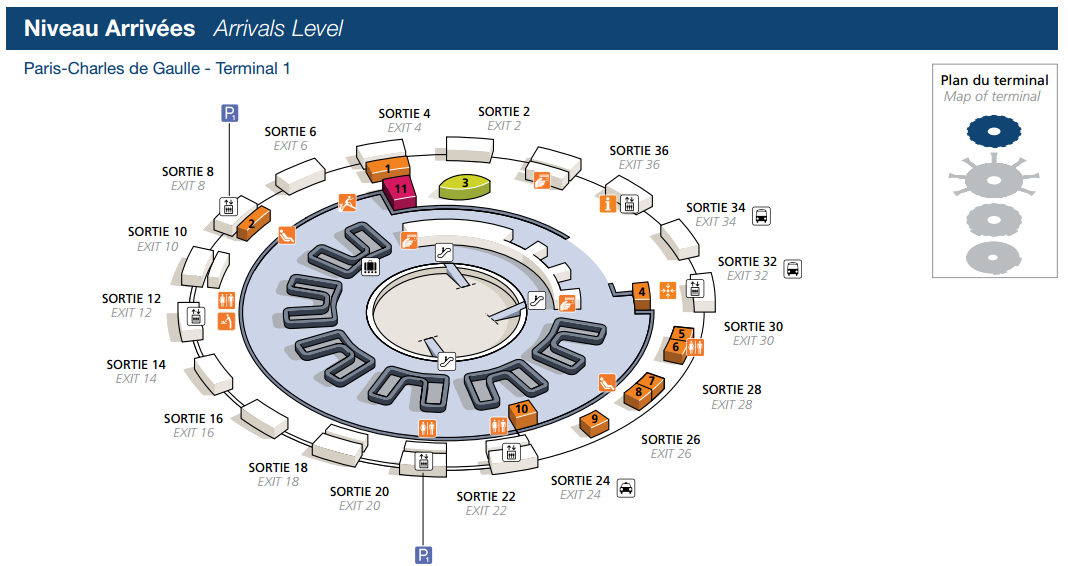 Niveau Arrivées Arrivals Level
Paris-Charles de Gaulle - Terminal 1
Plan du terminal
Map of terminal
P1
SORTIE 2
EXIT 2
SORTIE 4
EXIT 4
SORTIE 6
EXIT 6
SORTIE 8
EXIT 8
SORTIE 10
EXIT 10
SORTIE 12
EXIT 12
SORTIE 14
EXIT 14
SORTIE 16
EXIT 16
SORTIE 18
EXIT 18
SORTIE 20
EXIT 20
SORTIE 22
EXIT 22
SORTIE 24
EXIT 24
SORTIE 26
EXIT 26
SORTIE 28
EXIT 28
SORTIE 30
EXIT 30
SORTIE 32
EXIT 32
SORTIE 34
EXIT 34
SORTIE 36
EXIT 36
1
11
3
2
i
4
5
6
7
8
9
10
P1